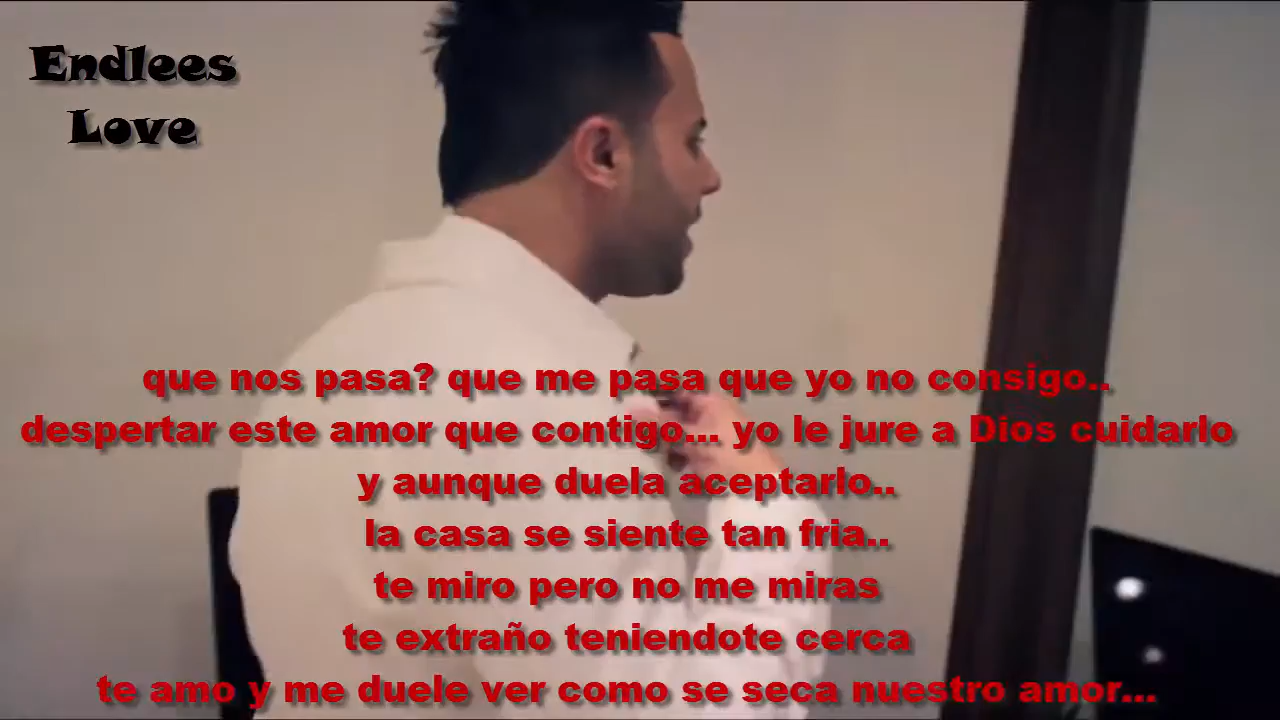 Endlees
Love
que nos pasa? que me pasa que yo no consigo..
despertar este amor que contigo... yo le jure a Dios cuidarlo
y aunque duela aceptarlo..
la casa se siente tan fria..
te miro pero no me miras
te extraño teniendote cerca
te amo y me duele ver como se seca nuestro amor...